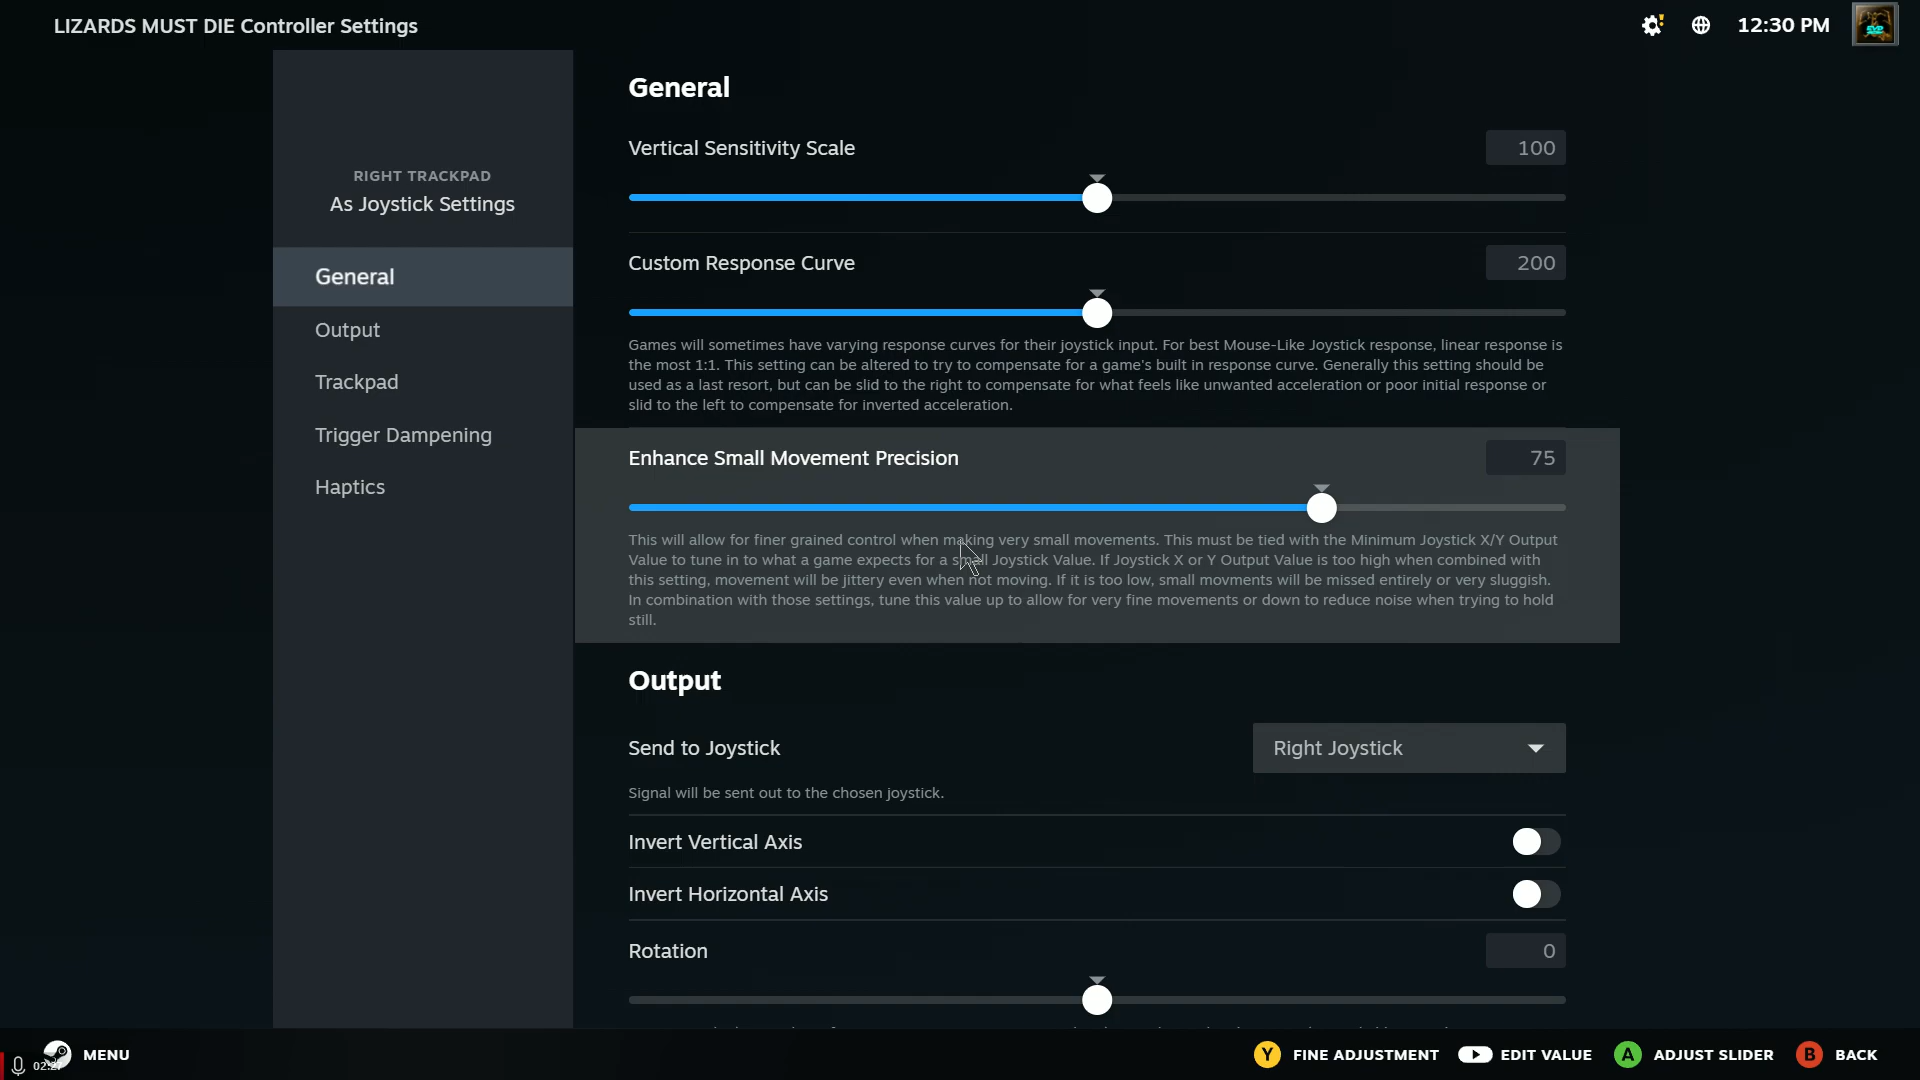 LIZARDS MUST DIE Controller Settings
12:30 PM
RIGHT TRACKPAD
As Joystick Settings
General
Output
Trackpad
Trigger Dampening
Haptics
General
Vertical Sensitivity Scale
100
Custom Response Curve
200
Games will sometimes have varying response curves for their joystick input. For best Mouse-Like Joystick response, linear response is
the most 1:1. This setting can be altered to try to compensate for a game's built in response curve. Generally this setting should be
used as a last resort, but can be slid to the right to compensate for what feels like unwanted acceleration or poor initial response or
slid to the left to compensate for inverted acceleration.
Enhance Small Movement Precision
75
This will allow for finer grained control when making very small movements. This must be tied with the Minimum Joystick X/Y Output
Value to tune in to what a game expects for a small Joystick Value. If Joystick X or Y Output Value is too high when combined with
this setting, movement will be jittery even when not moving. If it is too low, small movments will be missed entirely or very sluggish.
In combination with those settings, tune this value up to allow for very fine movements or down to reduce noise when trying to hold
still.
Output
Send to Joystick
Right Joystick
Signal will be sent out to the chosen joystick.
Invert Vertical Axis
Invert Horizontal Axis
Rotation
0
MENU
Y FINE ADJUSTMENT
EDIT VALUE
A ADJUST SLIDER
B BACK